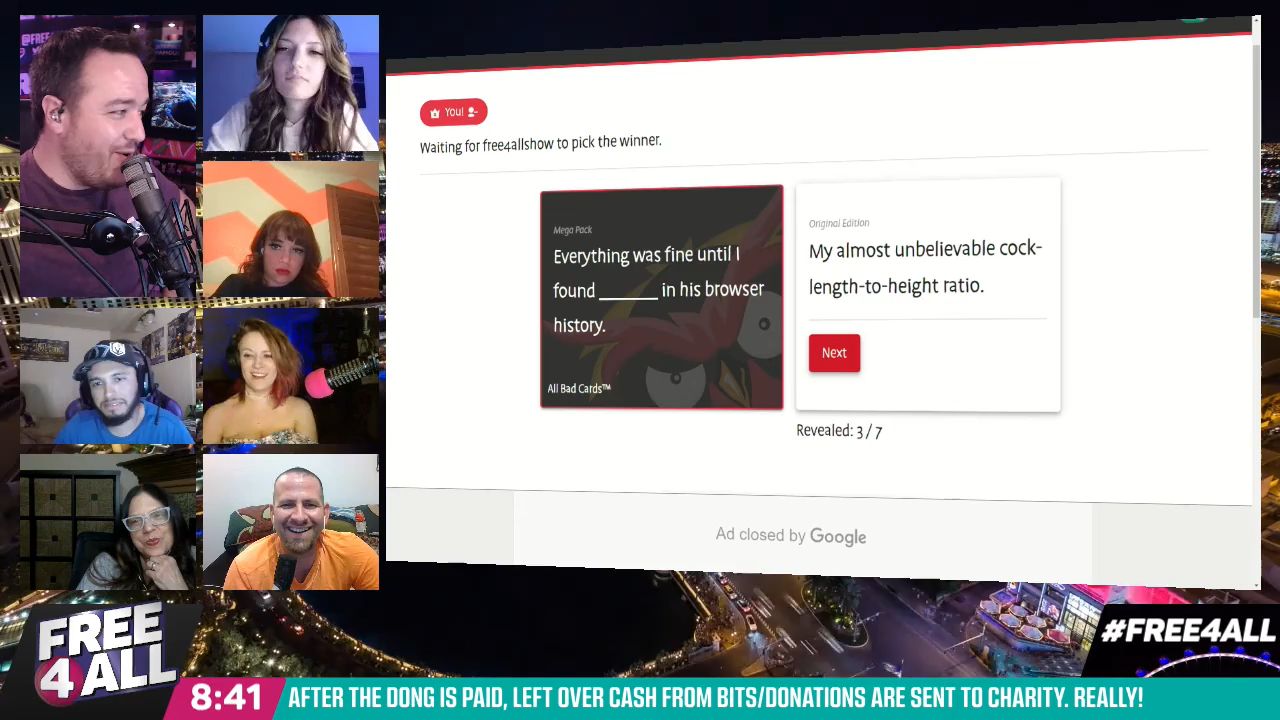 You!
Waiting for free4allshow to pick the winner.
Mega Pack
Everything was fine until I
found ______ in his browser
history.
All Bad Cards™
Original Edition
My almost unbelievable cock-
length-to-height ratio.
Next
Revealed: 3 / 7
Ad closed by Google
FREE
4 ALL
#FREE4ALL
8:41
AFTER THE DONG IS PAID, LEFT OVER CASH FROM BITS/DONATIONS ARE SENT TO CHARITY. REALLY!